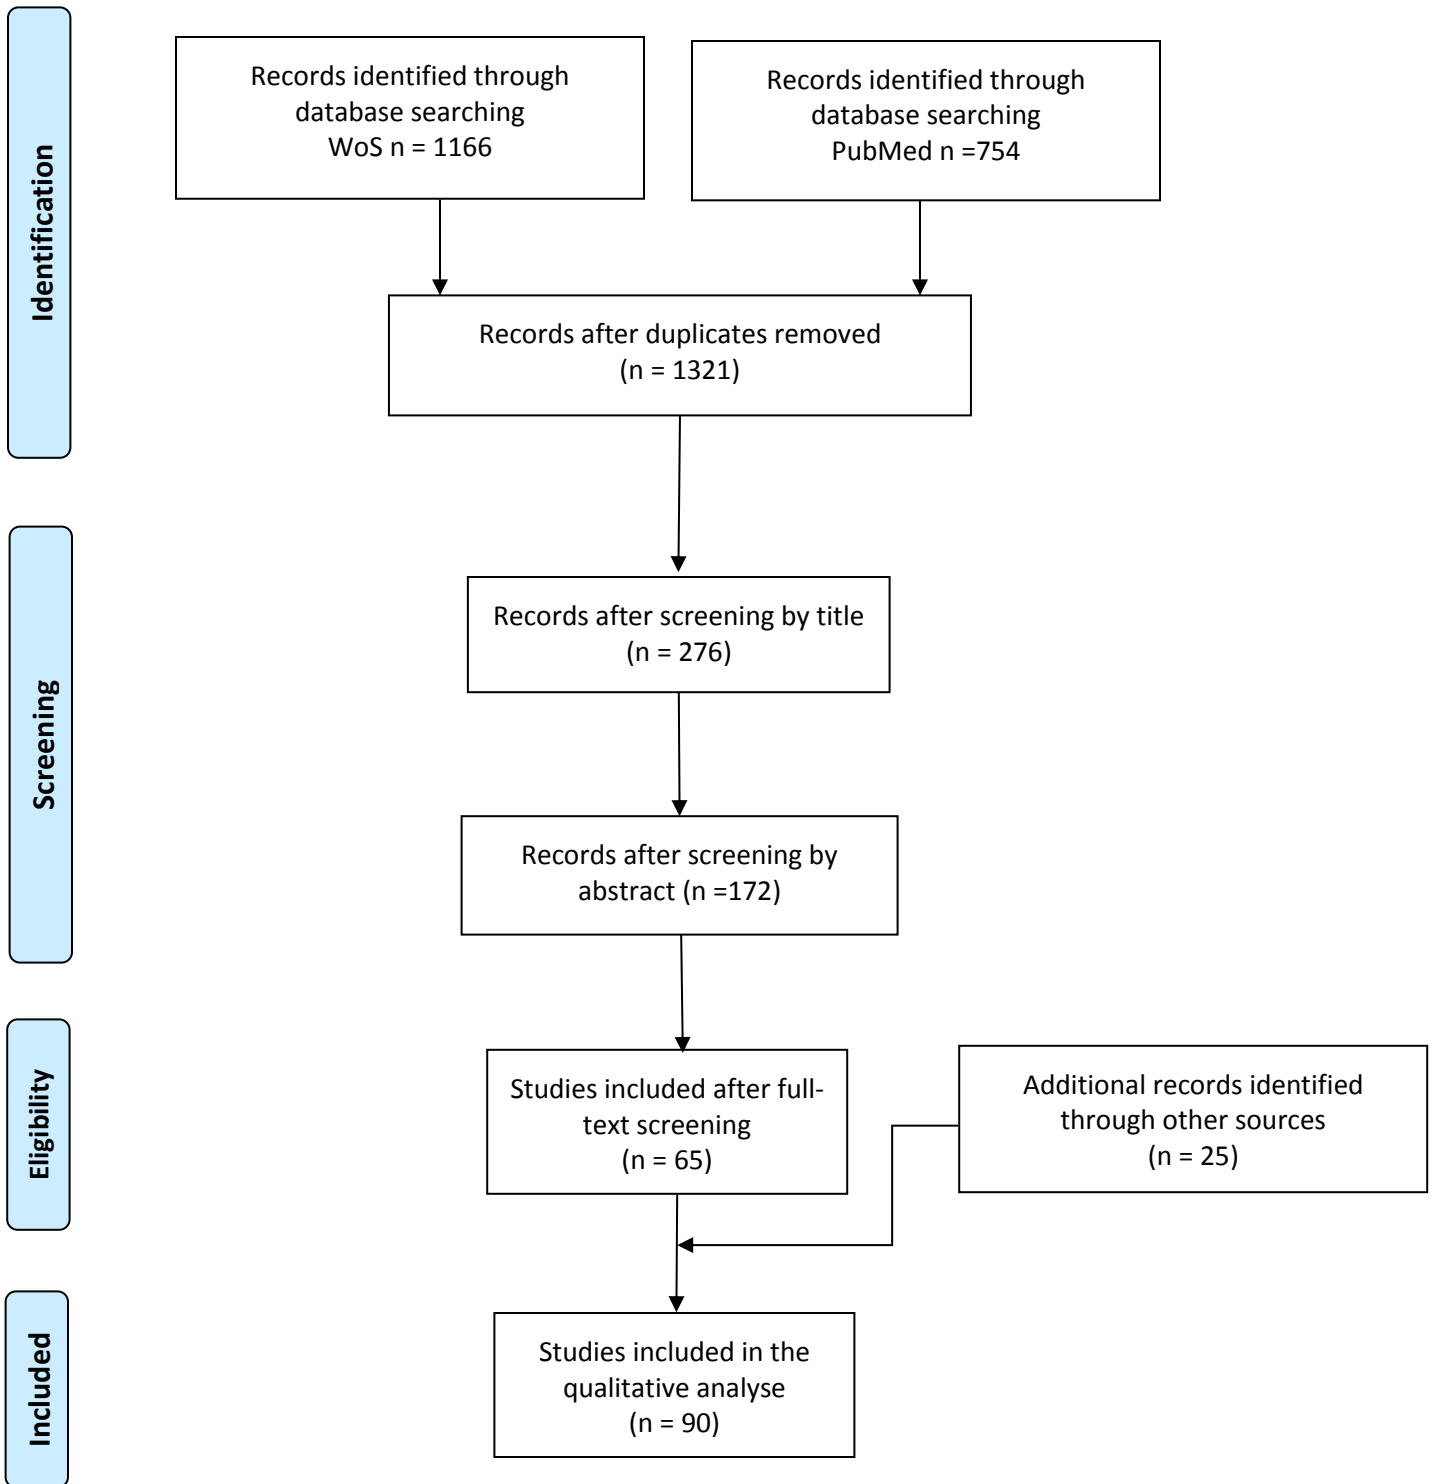 Identification
Records identified through
database searching
WoS n = 1166
Records identified through
database searching
PubMed n =754
Records after duplicates removed
(n = 1321)
Screening
Records after screening by title
(n = 276)
Records after screening by
abstract (n =172)
Eligibility
Studies included after full-
text screening
(n = 65)
Additional records identified
through other sources
(n = 25)
Included
Studies included in the
qualitative analyse
(n = 90)